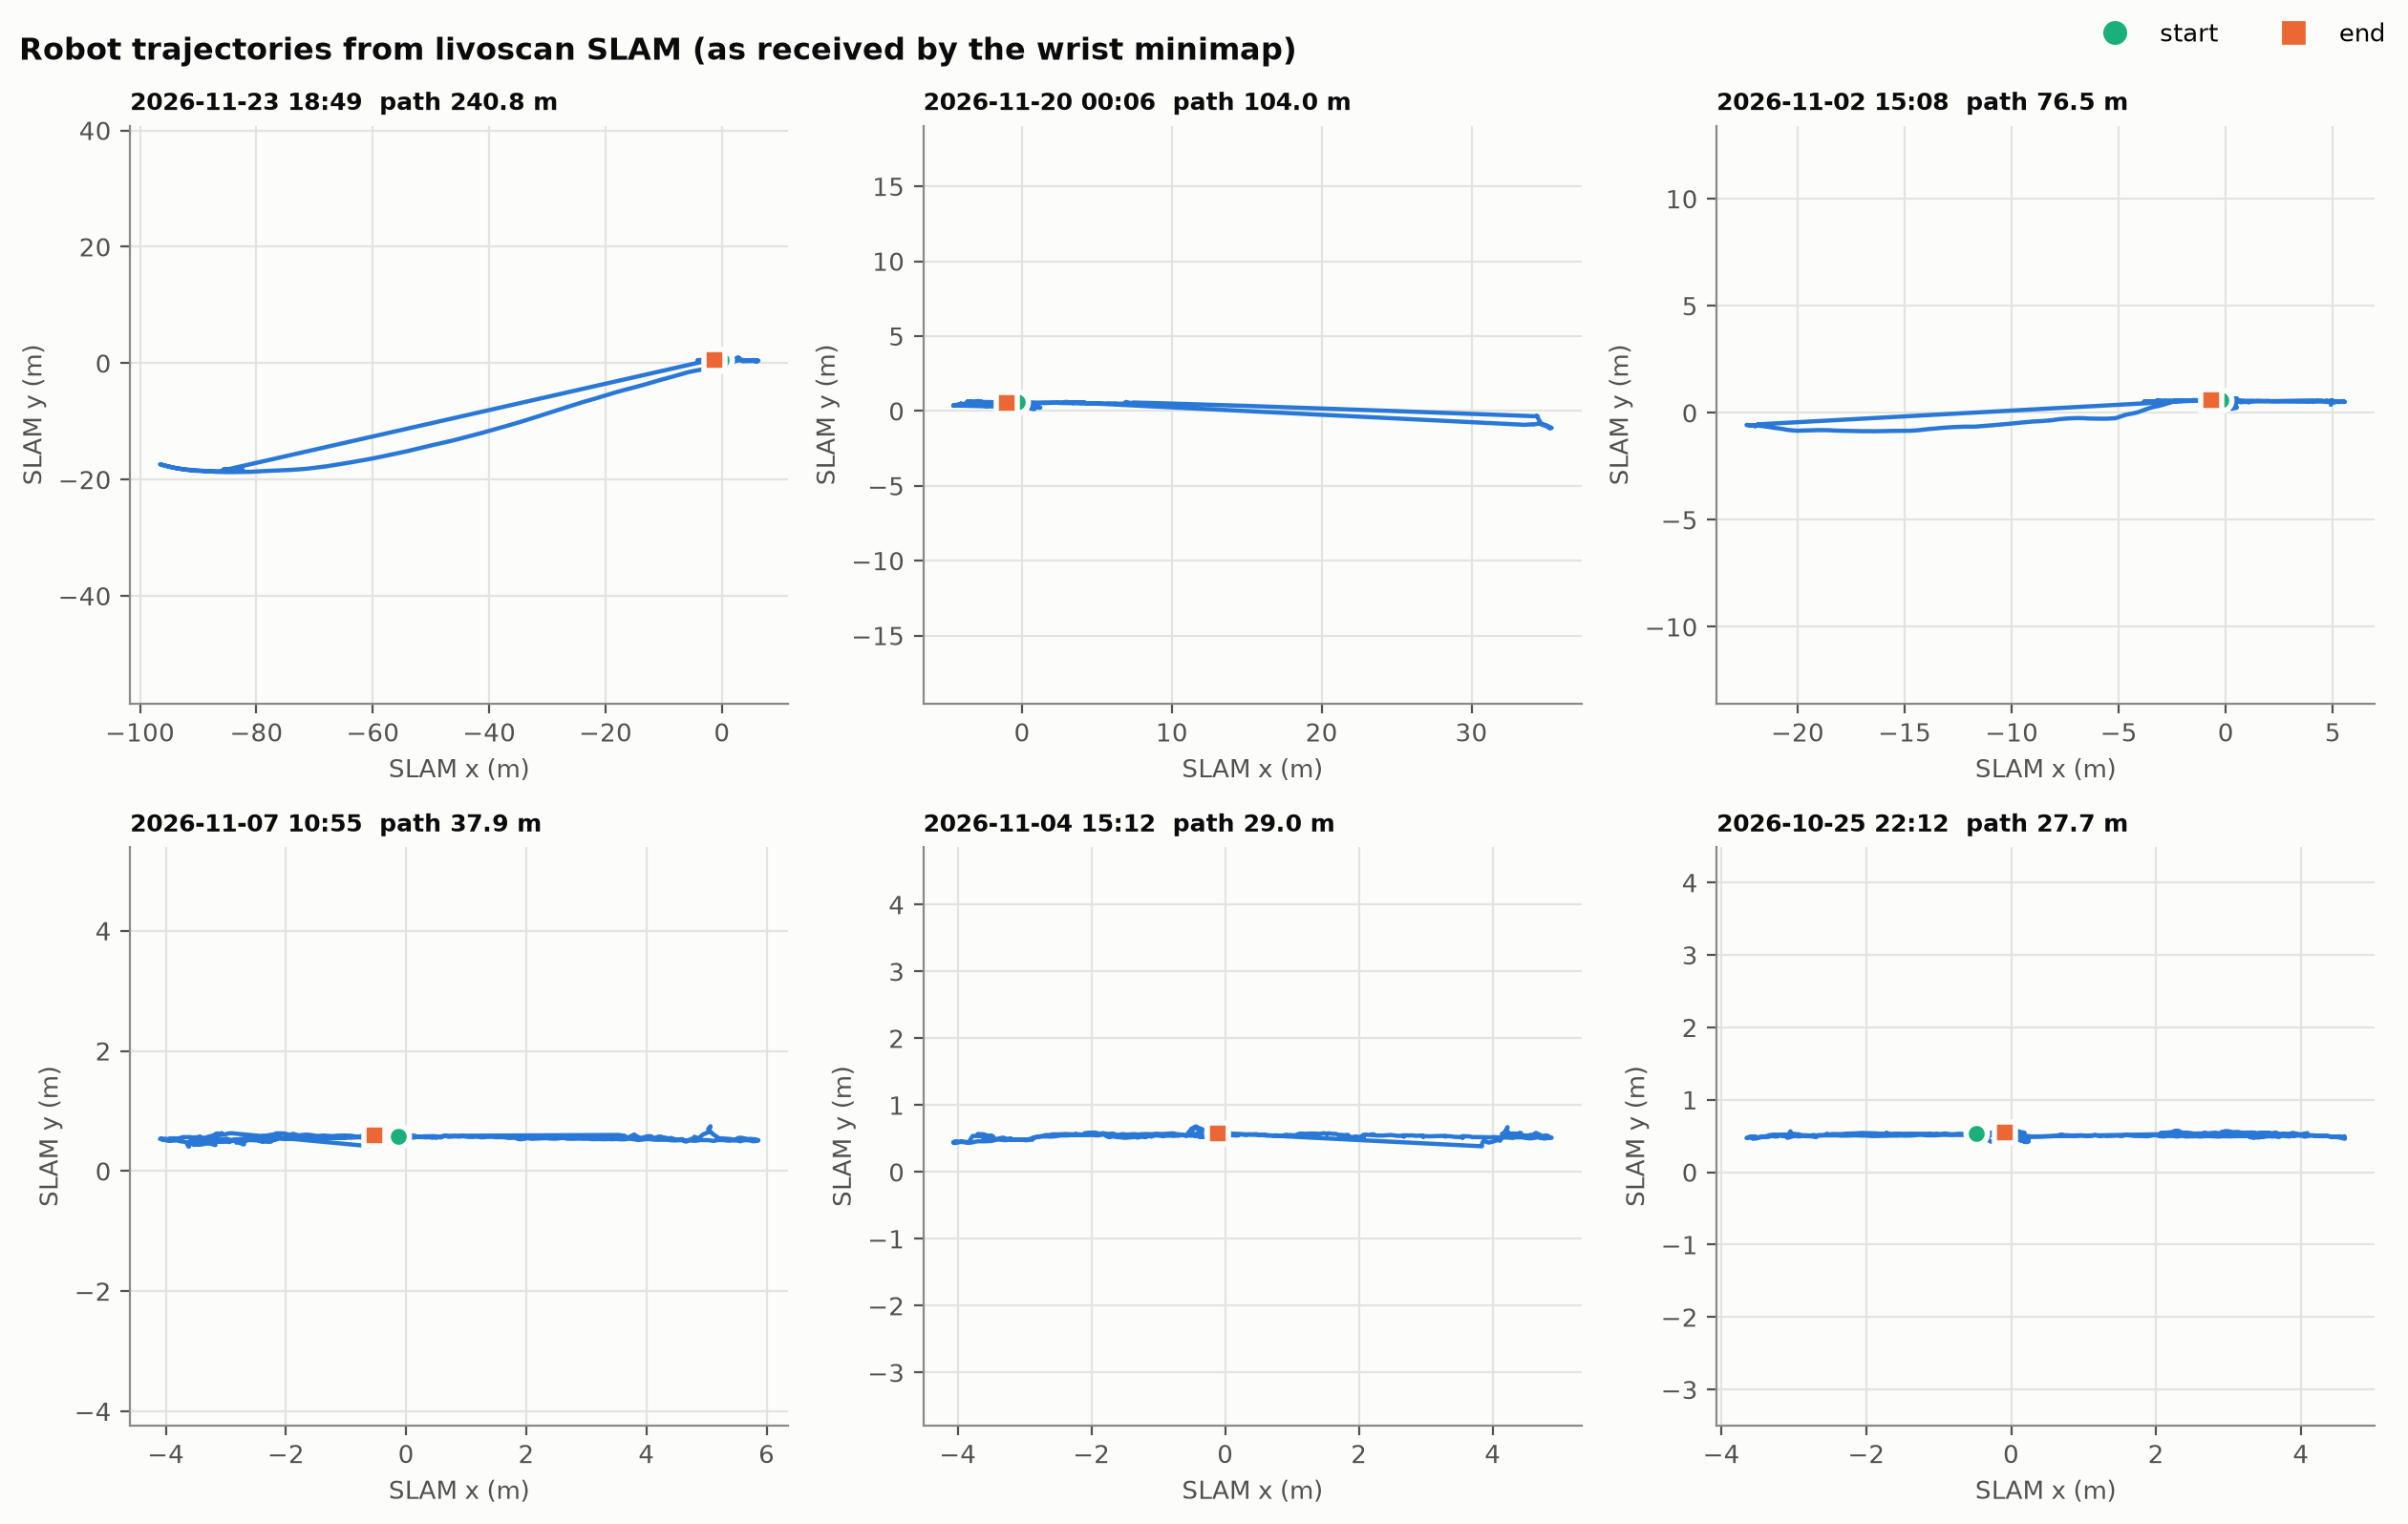 start end
Robot trajectories from livoscan SLAM (as received by the wrist minimap)
2026-11-23 18:49 path 240.8 m
40
20
0
−20
−40
SLAM y (m)
−100 −80 −60 −40 −20 0
SLAM x (m)
2026-11-20 00:06 path 104.0 m
15
10
5
0
−5
−10
−15
SLAM y (m)
0 10 20 30
SLAM x (m)
2026-11-02 15:08 path 76.5 m
10
5
0
−5
−10
SLAM y (m)
−20 −15 −10 −5 0 5
SLAM x (m)
2026-11-07 10:55 path 37.9 m
4
2
0
−2
−4
SLAM y (m)
−4 −2 0 2 4 6
SLAM x (m)
2026-11-04 15:12 path 29.0 m
4
3
2
1
0
−1
−2
−3
SLAM y (m)
−4 −2 0 2 4
SLAM x (m)
2026-10-25 22:12 path 27.7 m
4
3
2
1
0
−1
−2
−3
SLAM y (m)
−4 −2 0 2 4
SLAM x (m)